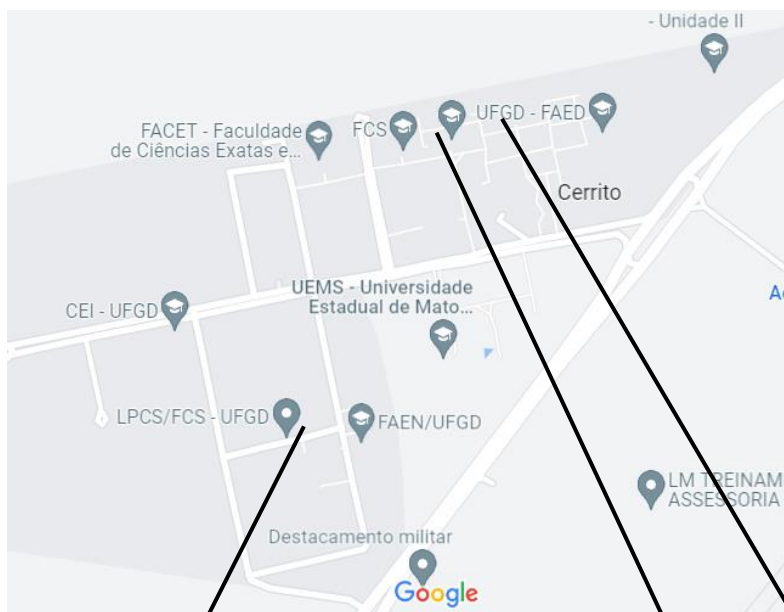 - Unidade II
FACET - Faculdade
de Ciências Exatas e...
FCS
UFGD - FAED
Cerrito
UEMS - Universidade
Estadual de Mato...
CEI - UFGD
A
LPCS/FCS - UFGD
FAEN/UFGD
LM TREINAM
ASSESSORIA
Destacamento militar
Google